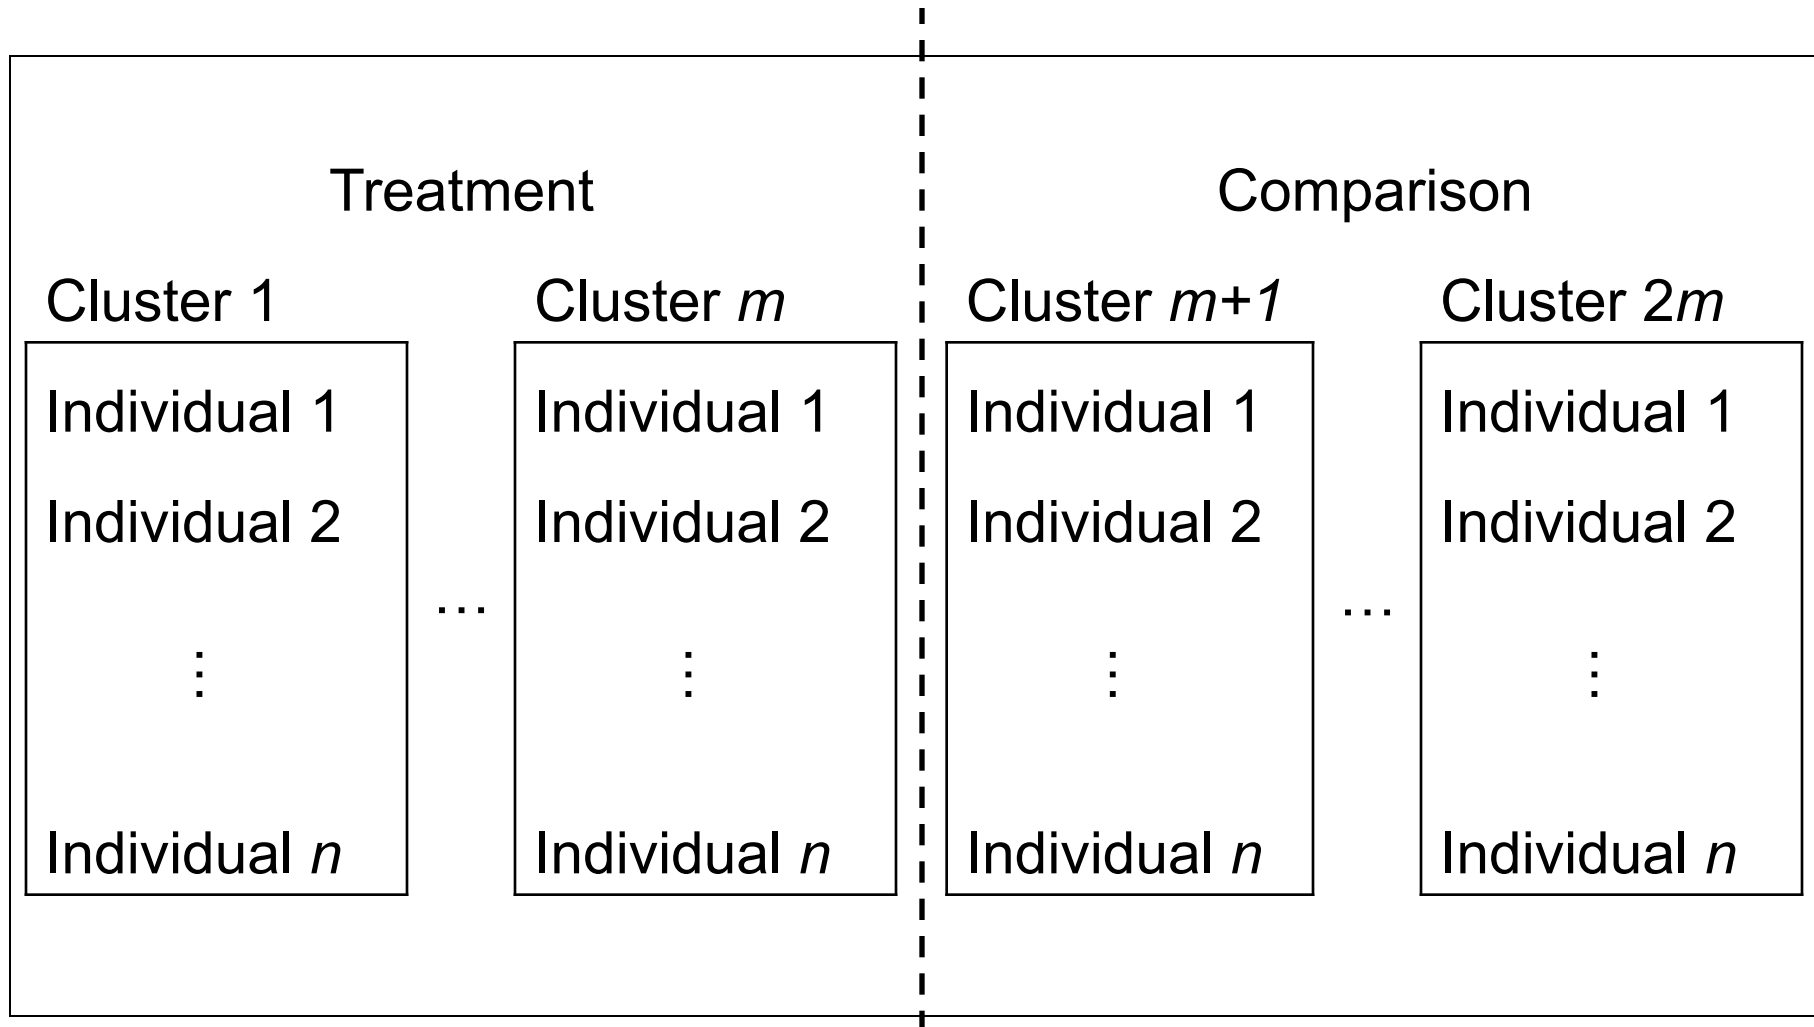 Treatment
Comparison
Cluster 1
Cluster m
Cluster m+1
Cluster 2m
Individual 1
Individual 2
⋮
Individual n
…
Individual 1
Individual 2
⋮
Individual n
Individual 1
Individual 2
⋮
Individual n
…
Individual 1
Individual 2
⋮
Individual n